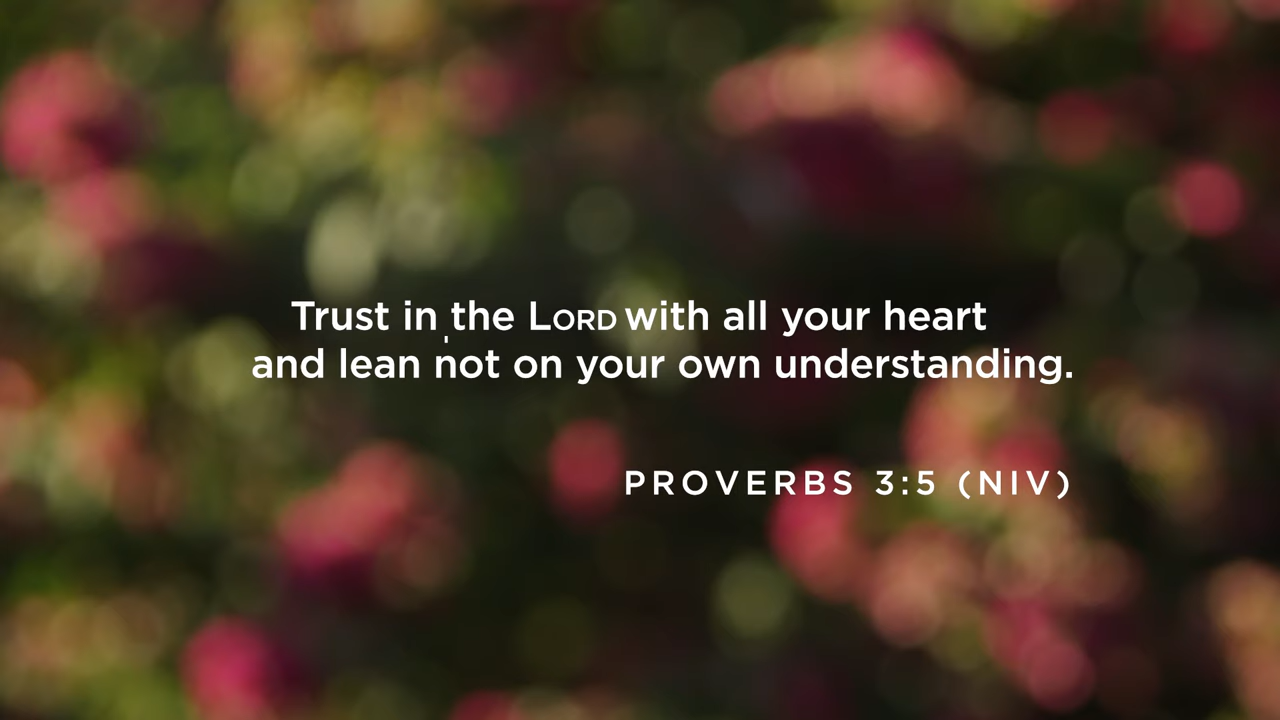 Trust in the LORD with all your heart
and lean not on your own understanding.
PROVERBS 3:5 (NIV)